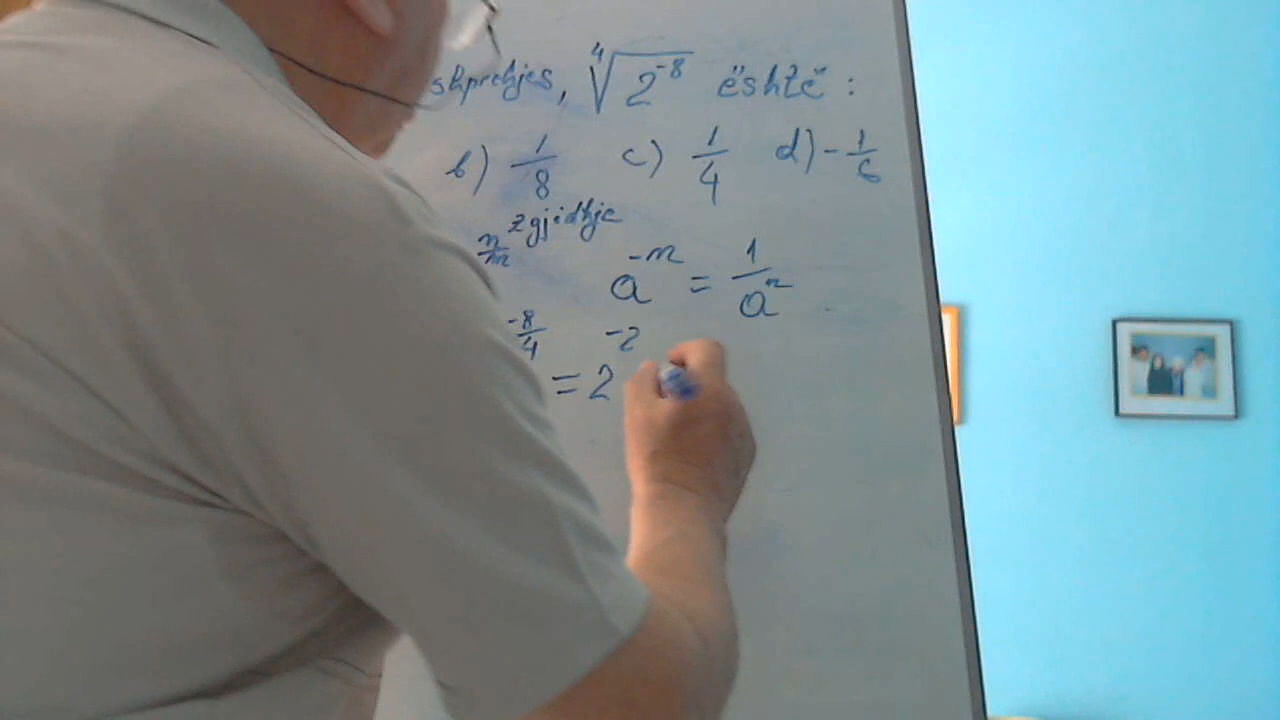 shprehjes, ⁴√2⁻⁸ është :
b) 1/8 c) 1/4 d) -1/6
zgjidhje
n/m a⁻ⁿ = 1/aⁿ
-8/4 = 2⁻²